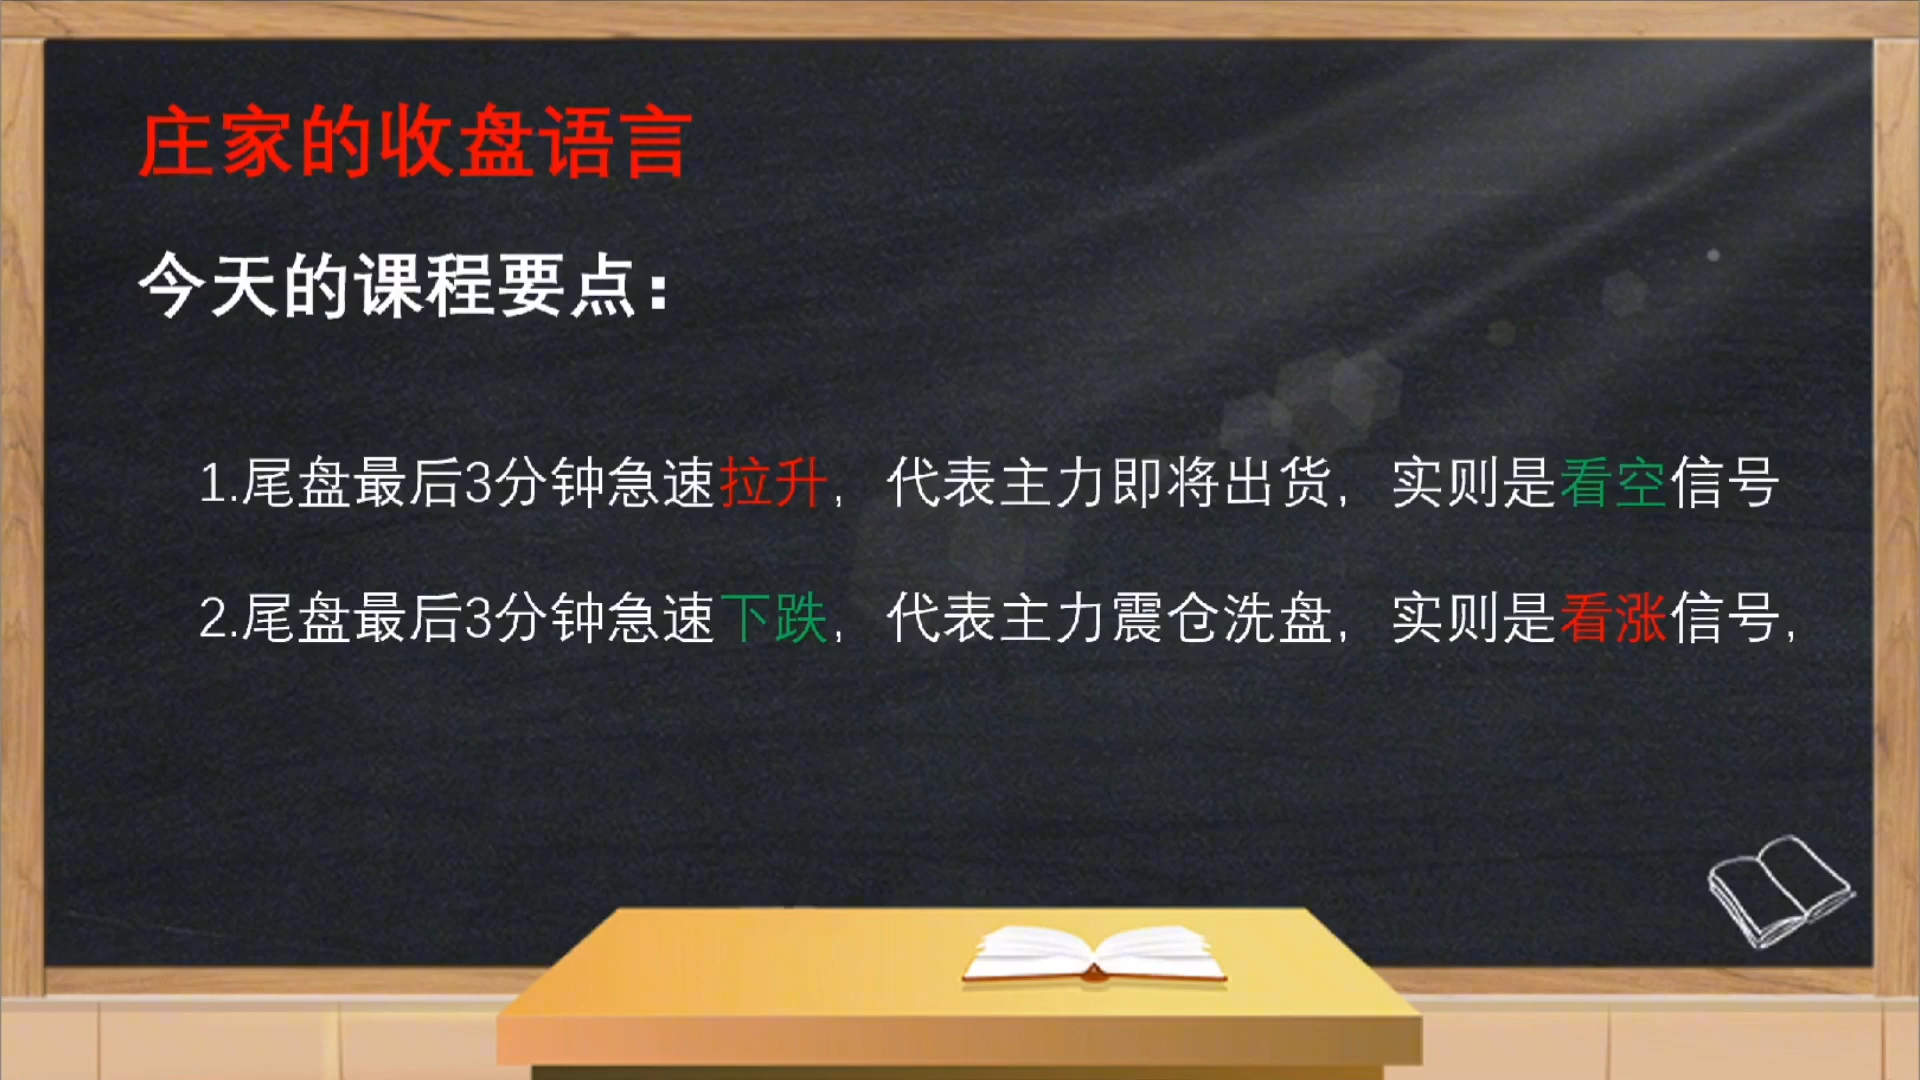 庄家的收盘语言
今天的课程要点：
1.尾盘最后3分钟急速拉升，代表主力即将出货，实则是看空信号
2.尾盘最后3分钟急速下跌，代表主力震仓洗盘，实则是看涨信号，